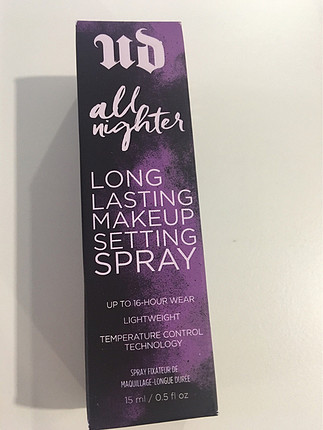 ud
all
nighter
LONG
LASTING
MAKEUP
SETTING
SPRAY
UP TO 16-HOUR WEAR
LIGHTWEIGHT
TEMPERATURE CONTROL
TECHNOLOGY
SPRAY FIXATEUR DE
MAQUILLAGE-LONGUE DURÉE
15 ml / 0.5 fl oz